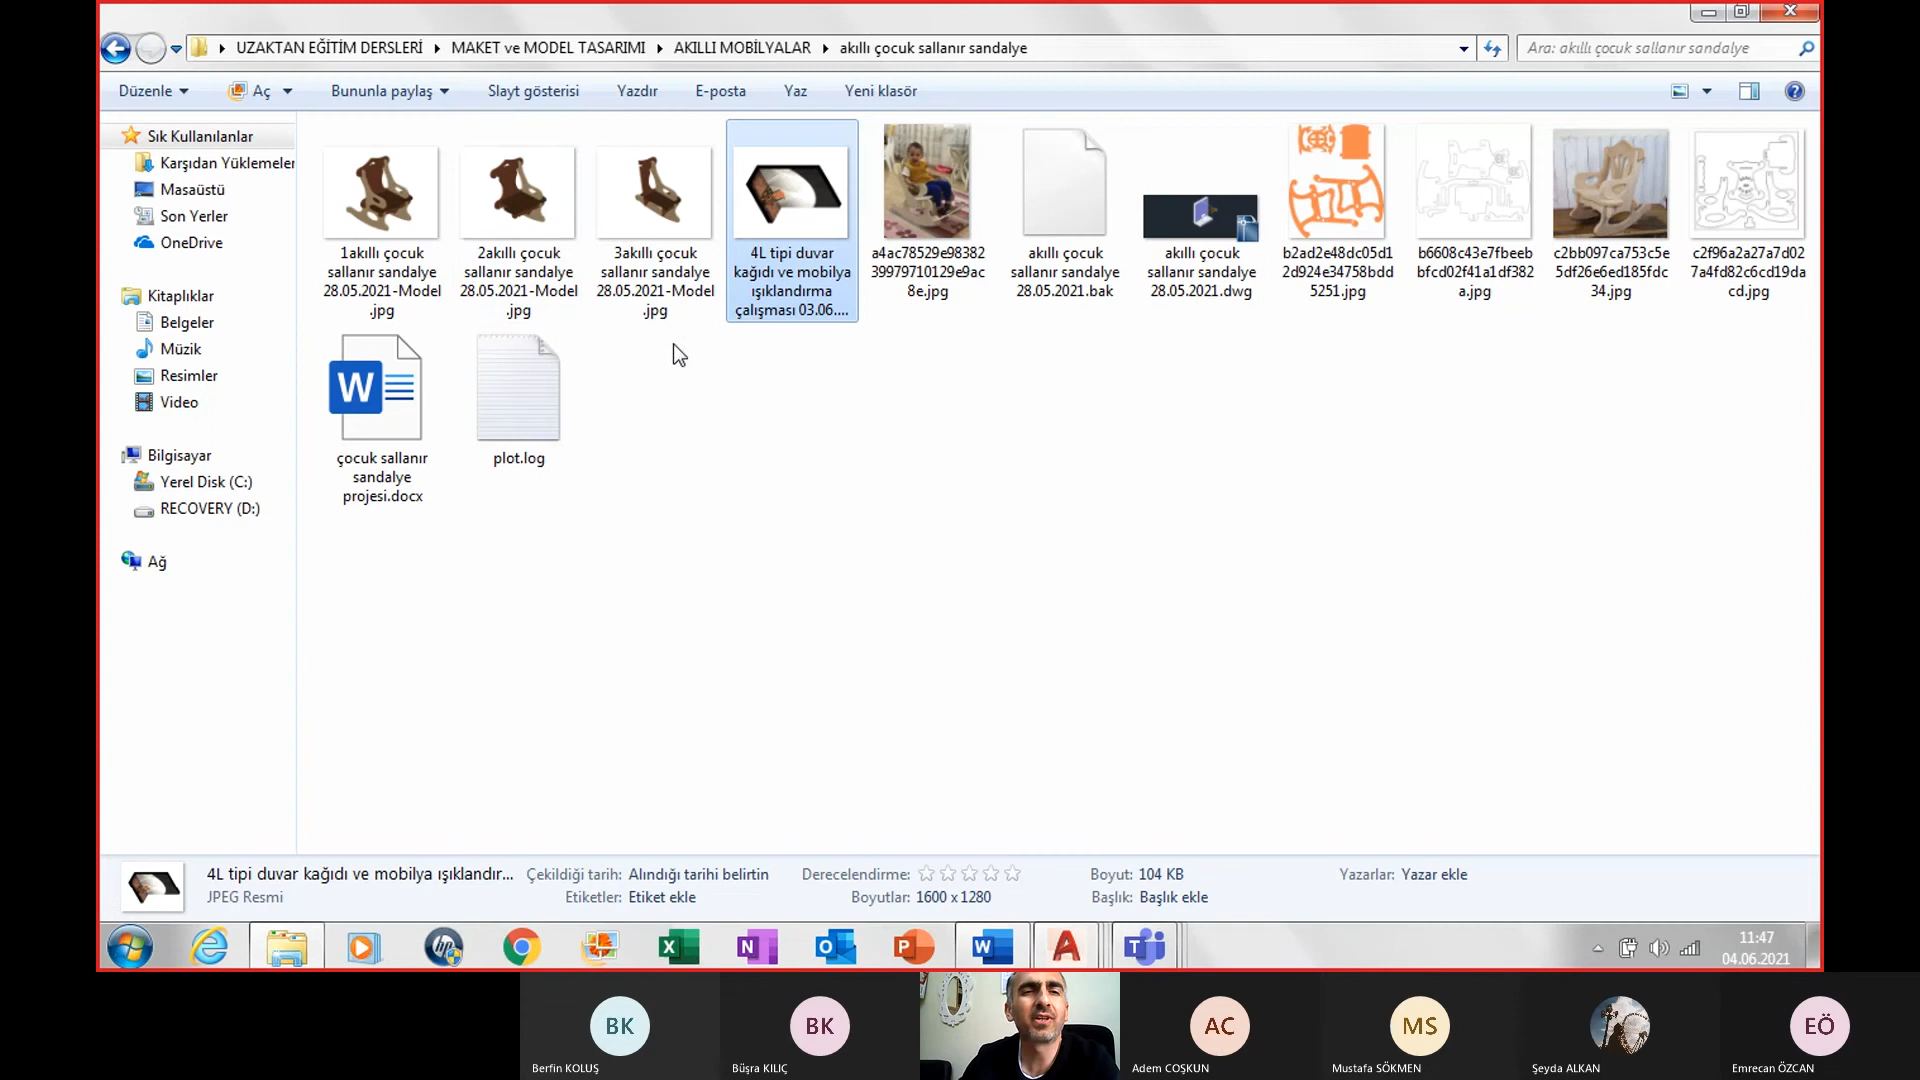 UZAKTAN EĞİTİM DERSLERİ
MAKET ve MODEL TASARIMI
AKILLI MOBİLYALAR
akıllı çocuk sallanır sandalye
Ara: akıllı çocuk sallanır sandalye
Düzenle
Aç
Bununla paylaş
Slayt gösterisi
Yazdır
E-posta
Yaz
Yeni klasör
Sık Kullanılanlar
Karşıdan Yüklemeler
Masaüstü
Son Yerler
OneDrive
Kitaplıklar
Belgeler
Müzik
Resimler
Video
Bilgisayar
Yerel Disk (C:)
RECOVERY (D:)
Ağ
1akıllı çocuk
sallanır sandalye
28.05.2021-Model
.jpg
2akıllı çocuk
sallanır sandalye
28.05.2021-Model
.jpg
3akıllı çocuk
sallanır sandalye
28.05.2021-Model
.jpg
4L tipi duvar
kağıdı ve mobilya
ışıklandırma
çalışması 03.06....
a4ac78529e98382
39979710129e9ac
8e.jpg
akıllı çocuk
sallanır sandalye
28.05.2021.bak
akıllı çocuk
sallanır sandalye
28.05.2021.dwg
b2ad2e48dc05d1
2d924e34758bdd
5251.jpg
b6608c43e7fbeeb
bfcd02f41a1df382
a.jpg
c2bb097ca753c5e
5df26e6ed185fdc
34.jpg
c2f96a2a27a7d02
7a4fd82c6cd19da
cd.jpg
W
çocuk sallanır
sandalye
projesi.docx
plot.log
4L tipi duvar kağıdı ve mobilya ışıklandır...
JPEG Resmi
Çekildiği tarih: Alındığı tarihi belirtin
Etiketler: Etiket ekle
Derecelendirme:
Boyutlar: 1600 x 1280
Boyut: 104 KB
Başlık: Başlık ekle
Yazarlar: Yazar ekle
11:47
04.06.2021
BK
Berfin KOLUŞ
BK
Büşra KILIÇ
AC
Adem COŞKUN
MS
Mustafa SÖKMEN
Şeyda ALKAN
EÖ
Emrecan ÖZCAN